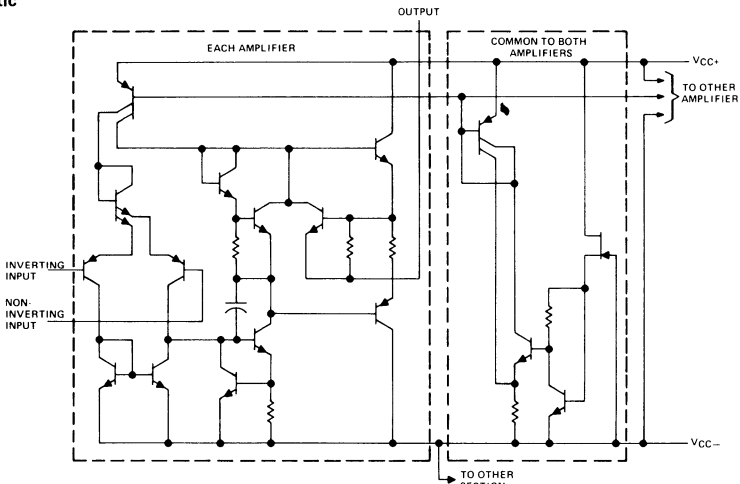 tic
OUTPUT
EACH AMPLIFIER
COMMON TO BOTH
AMPLIFIERS
VCC+
TO OTHER
AMPLIFIER
INVERTING
INPUT
NON-
INVERTING
INPUT
VCC−
TO OTHER